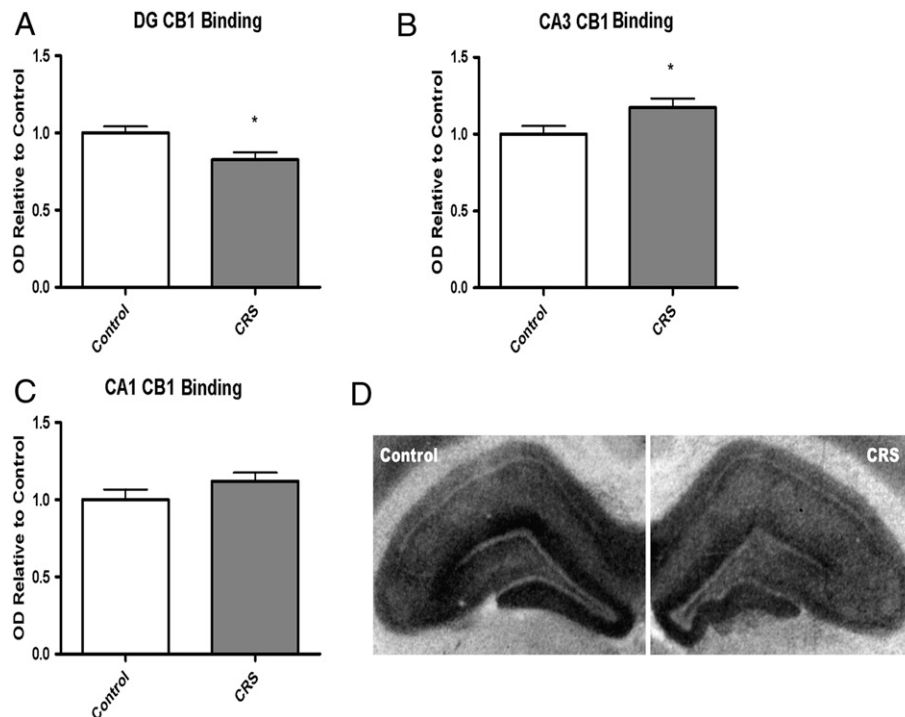 A
DG CB1 Binding
OD Relative to Control
1.5
1.0
0.5
0.0
*
Control
CRS
B
CA3 CB1 Binding
OD Relative to Control
1.5
1.0
0.5
0.0
*
Control
CRS
C
CA1 CB1 Binding
OD Relative to Control
1.5
1.0
0.5
0.0
Control
CRS
D
Control
CRS